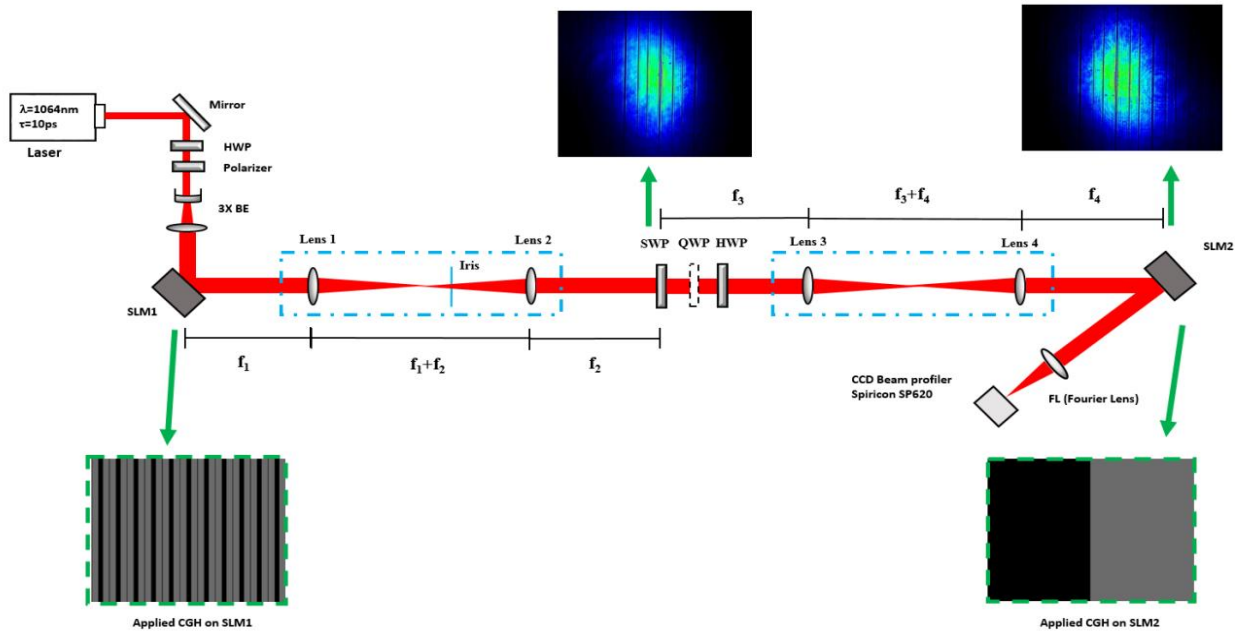 λ=1064nm
τ=10ps
Laser
Mirror
HWP
Polarizer
3X BE
SLM1
Lens 1
Iris
Lens 2
f₁
f₁+f₂
f₂
SWP
QWP
HWP
f₃
f₃+f₄
f₄
Lens 3
Lens 4
SLM2
CCD Beam profiler
Spiricon SP620
FL (Fourier Lens)
Applied CGH on SLM1
Applied CGH on SLM2